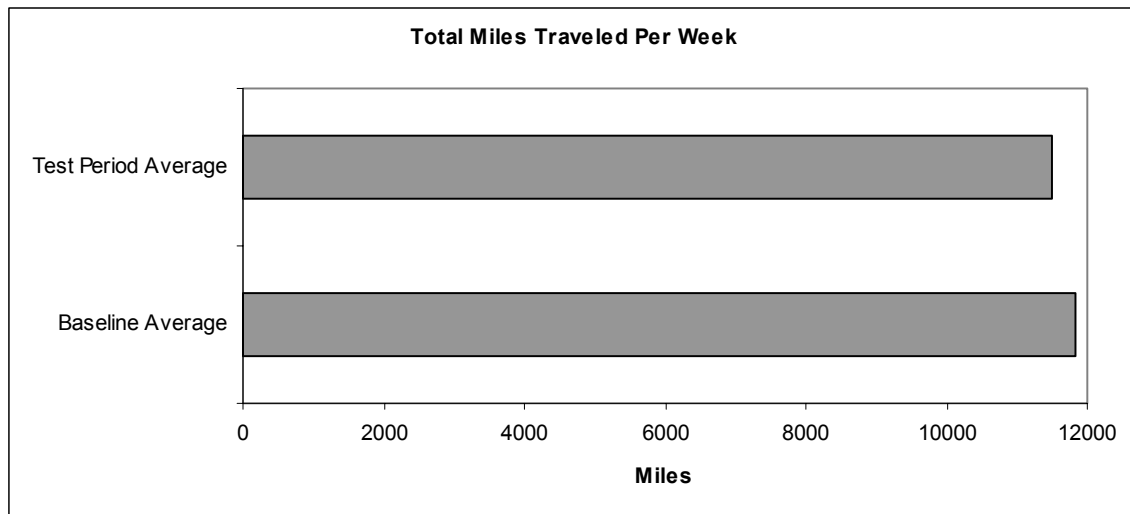 Total Miles Traveled Per Week
Test Period Average
Baseline Average
0 2000 4000 6000 8000 10000 12000
Miles